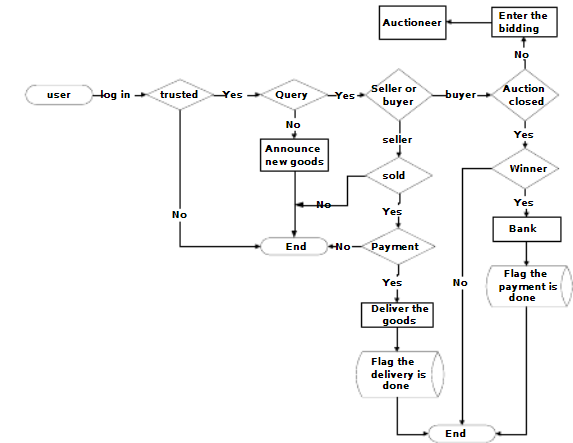 Auctioneer
Enter the
bidding
No
user
log in
trusted
Yes
Query
Yes
Seller or
buyer
buyer
Auction
closed
No
seller
Yes
Announce
new goods
sold
Winner
No
No
Yes
Yes
Bank
End
No
Payment
Yes
No
Flag the
payment is
done
Deliver the
goods
Flag the
delivery is
done
End